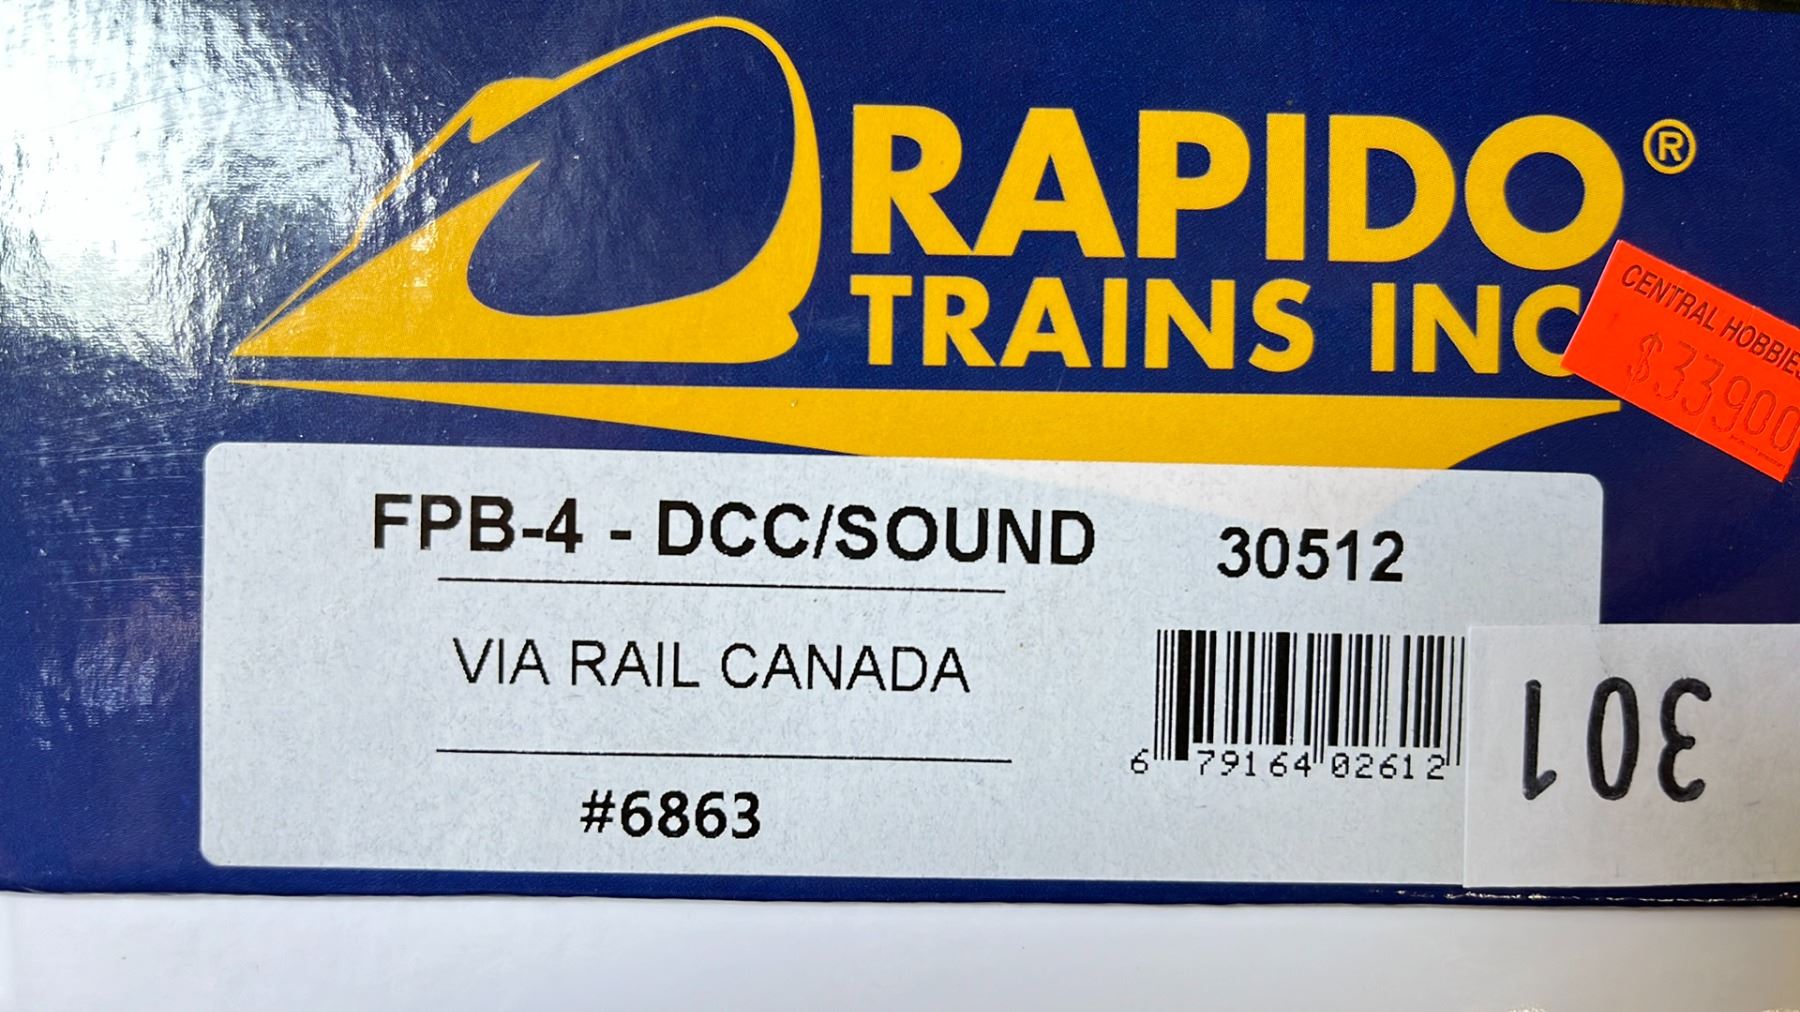 RAPIDO®
TRAINS INC
CENTRAL HOBBIES
$339.00
FPB-4 - DCC/SOUND
30512
VIA RAIL CANADA
6 79164 02612
#6863
301